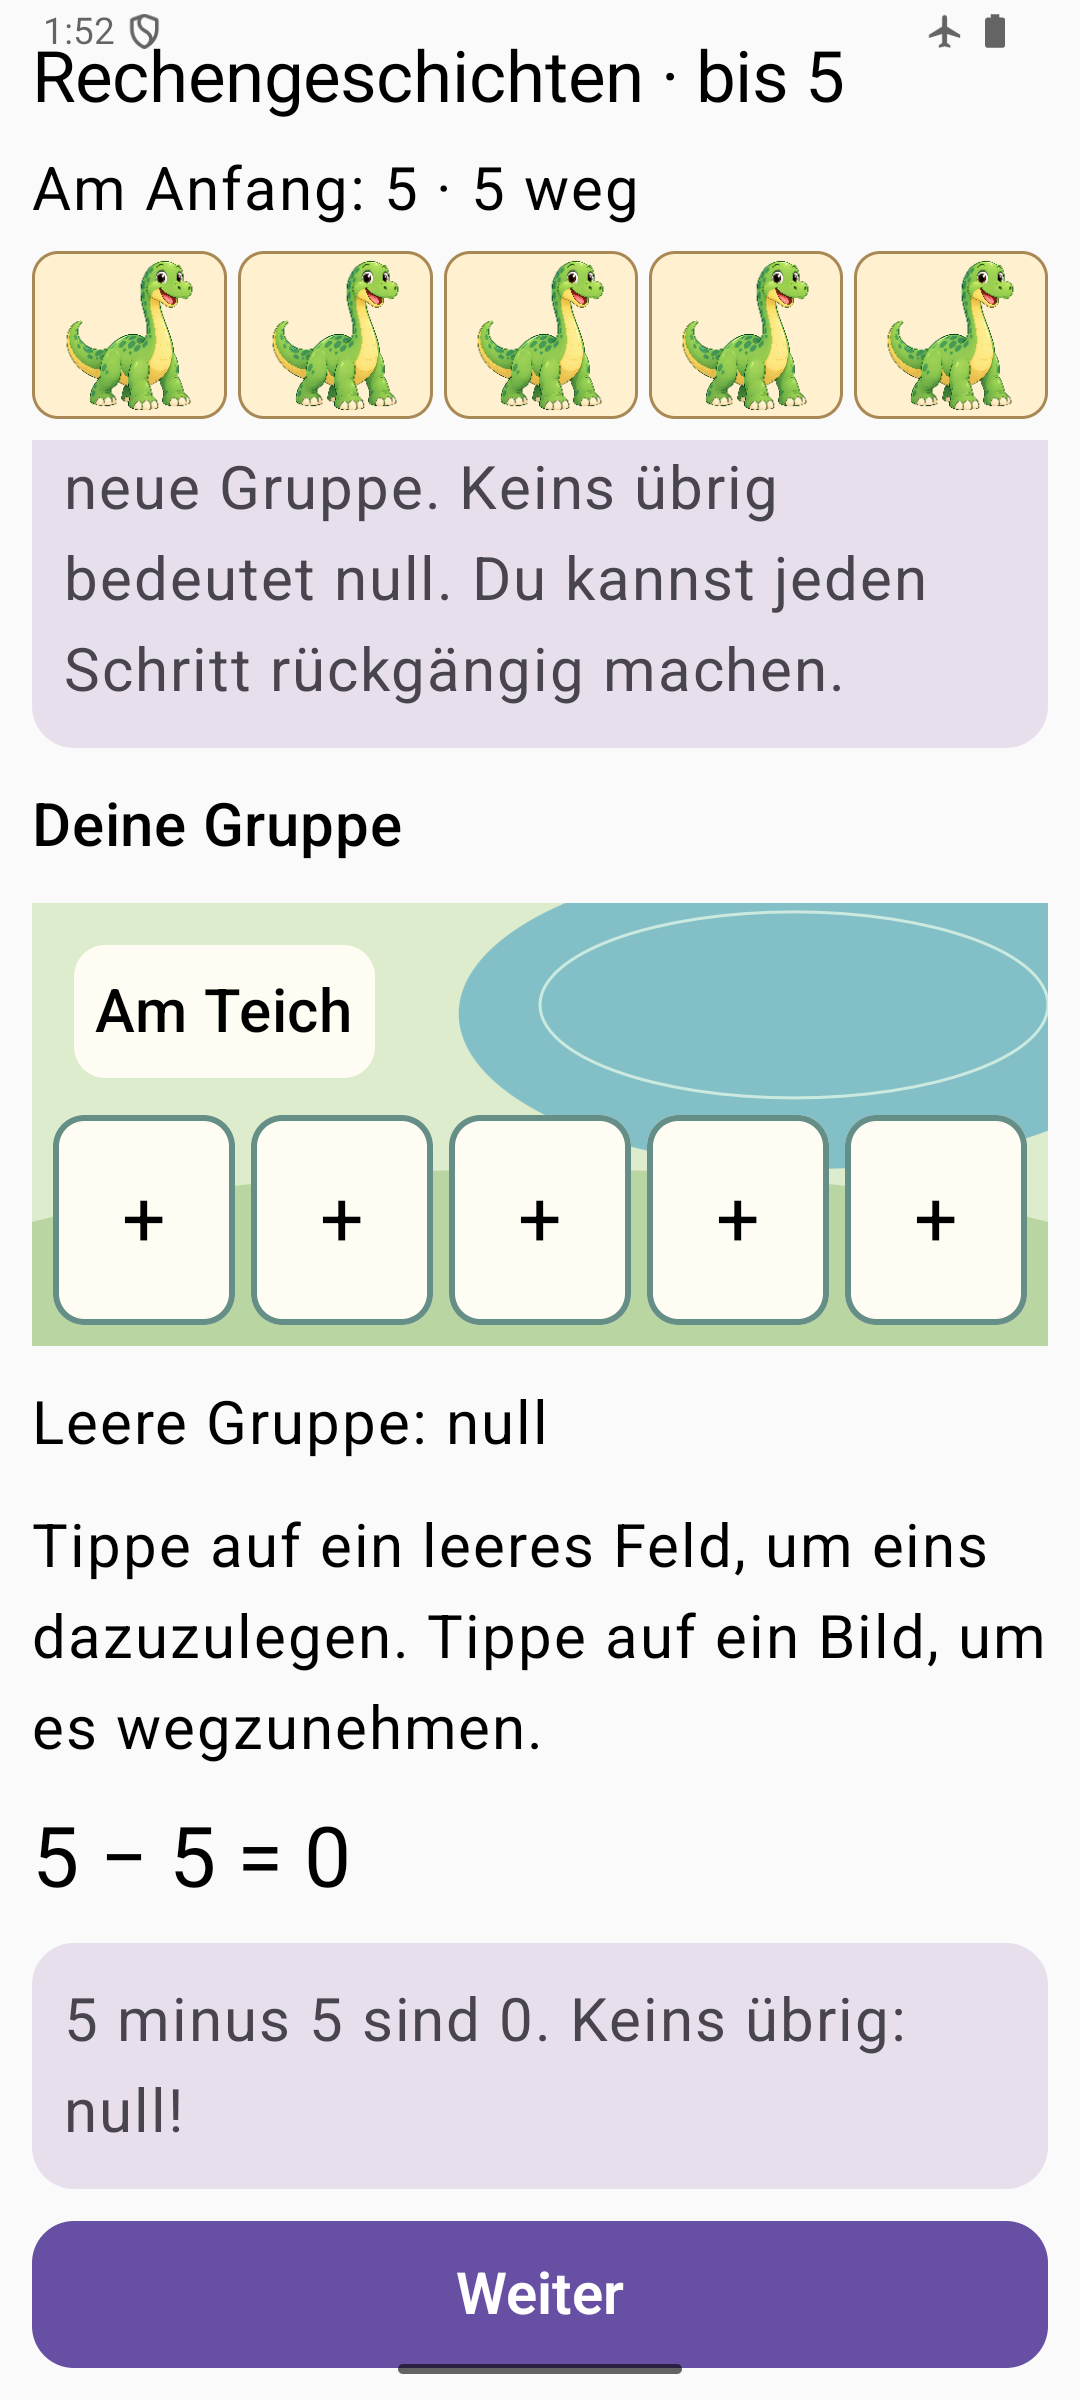 1:52
Rechengeschichten · bis 5
Am Anfang: 5 · 5 weg
neue Gruppe. Keins übrig
bedeutet null. Du kannst jeden
Schritt rückgängig machen.
Deine Gruppe
Am Teich
+ + + + +
Leere Gruppe: null
Tippe auf ein leeres Feld, um eins
dazuzulegen. Tippe auf ein Bild, um
es wegzunehmen.
5 − 5 = 0
5 minus 5 sind 0. Keins übrig:
null!
Weiter